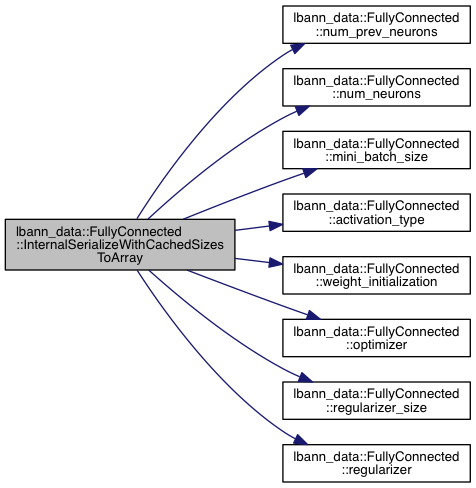 lbann_data::FullyConnected
::InternalSerializeWithCachedSizes
ToArray
lbann_data::FullyConnected
::num_prev_neurons
lbann_data::FullyConnected
::num_neurons
lbann_data::FullyConnected
::mini_batch_size
lbann_data::FullyConnected
::activation_type
lbann_data::FullyConnected
::weight_initialization
lbann_data::FullyConnected
::optimizer
lbann_data::FullyConnected
::regularizer_size
lbann_data::FullyConnected
::regularizer